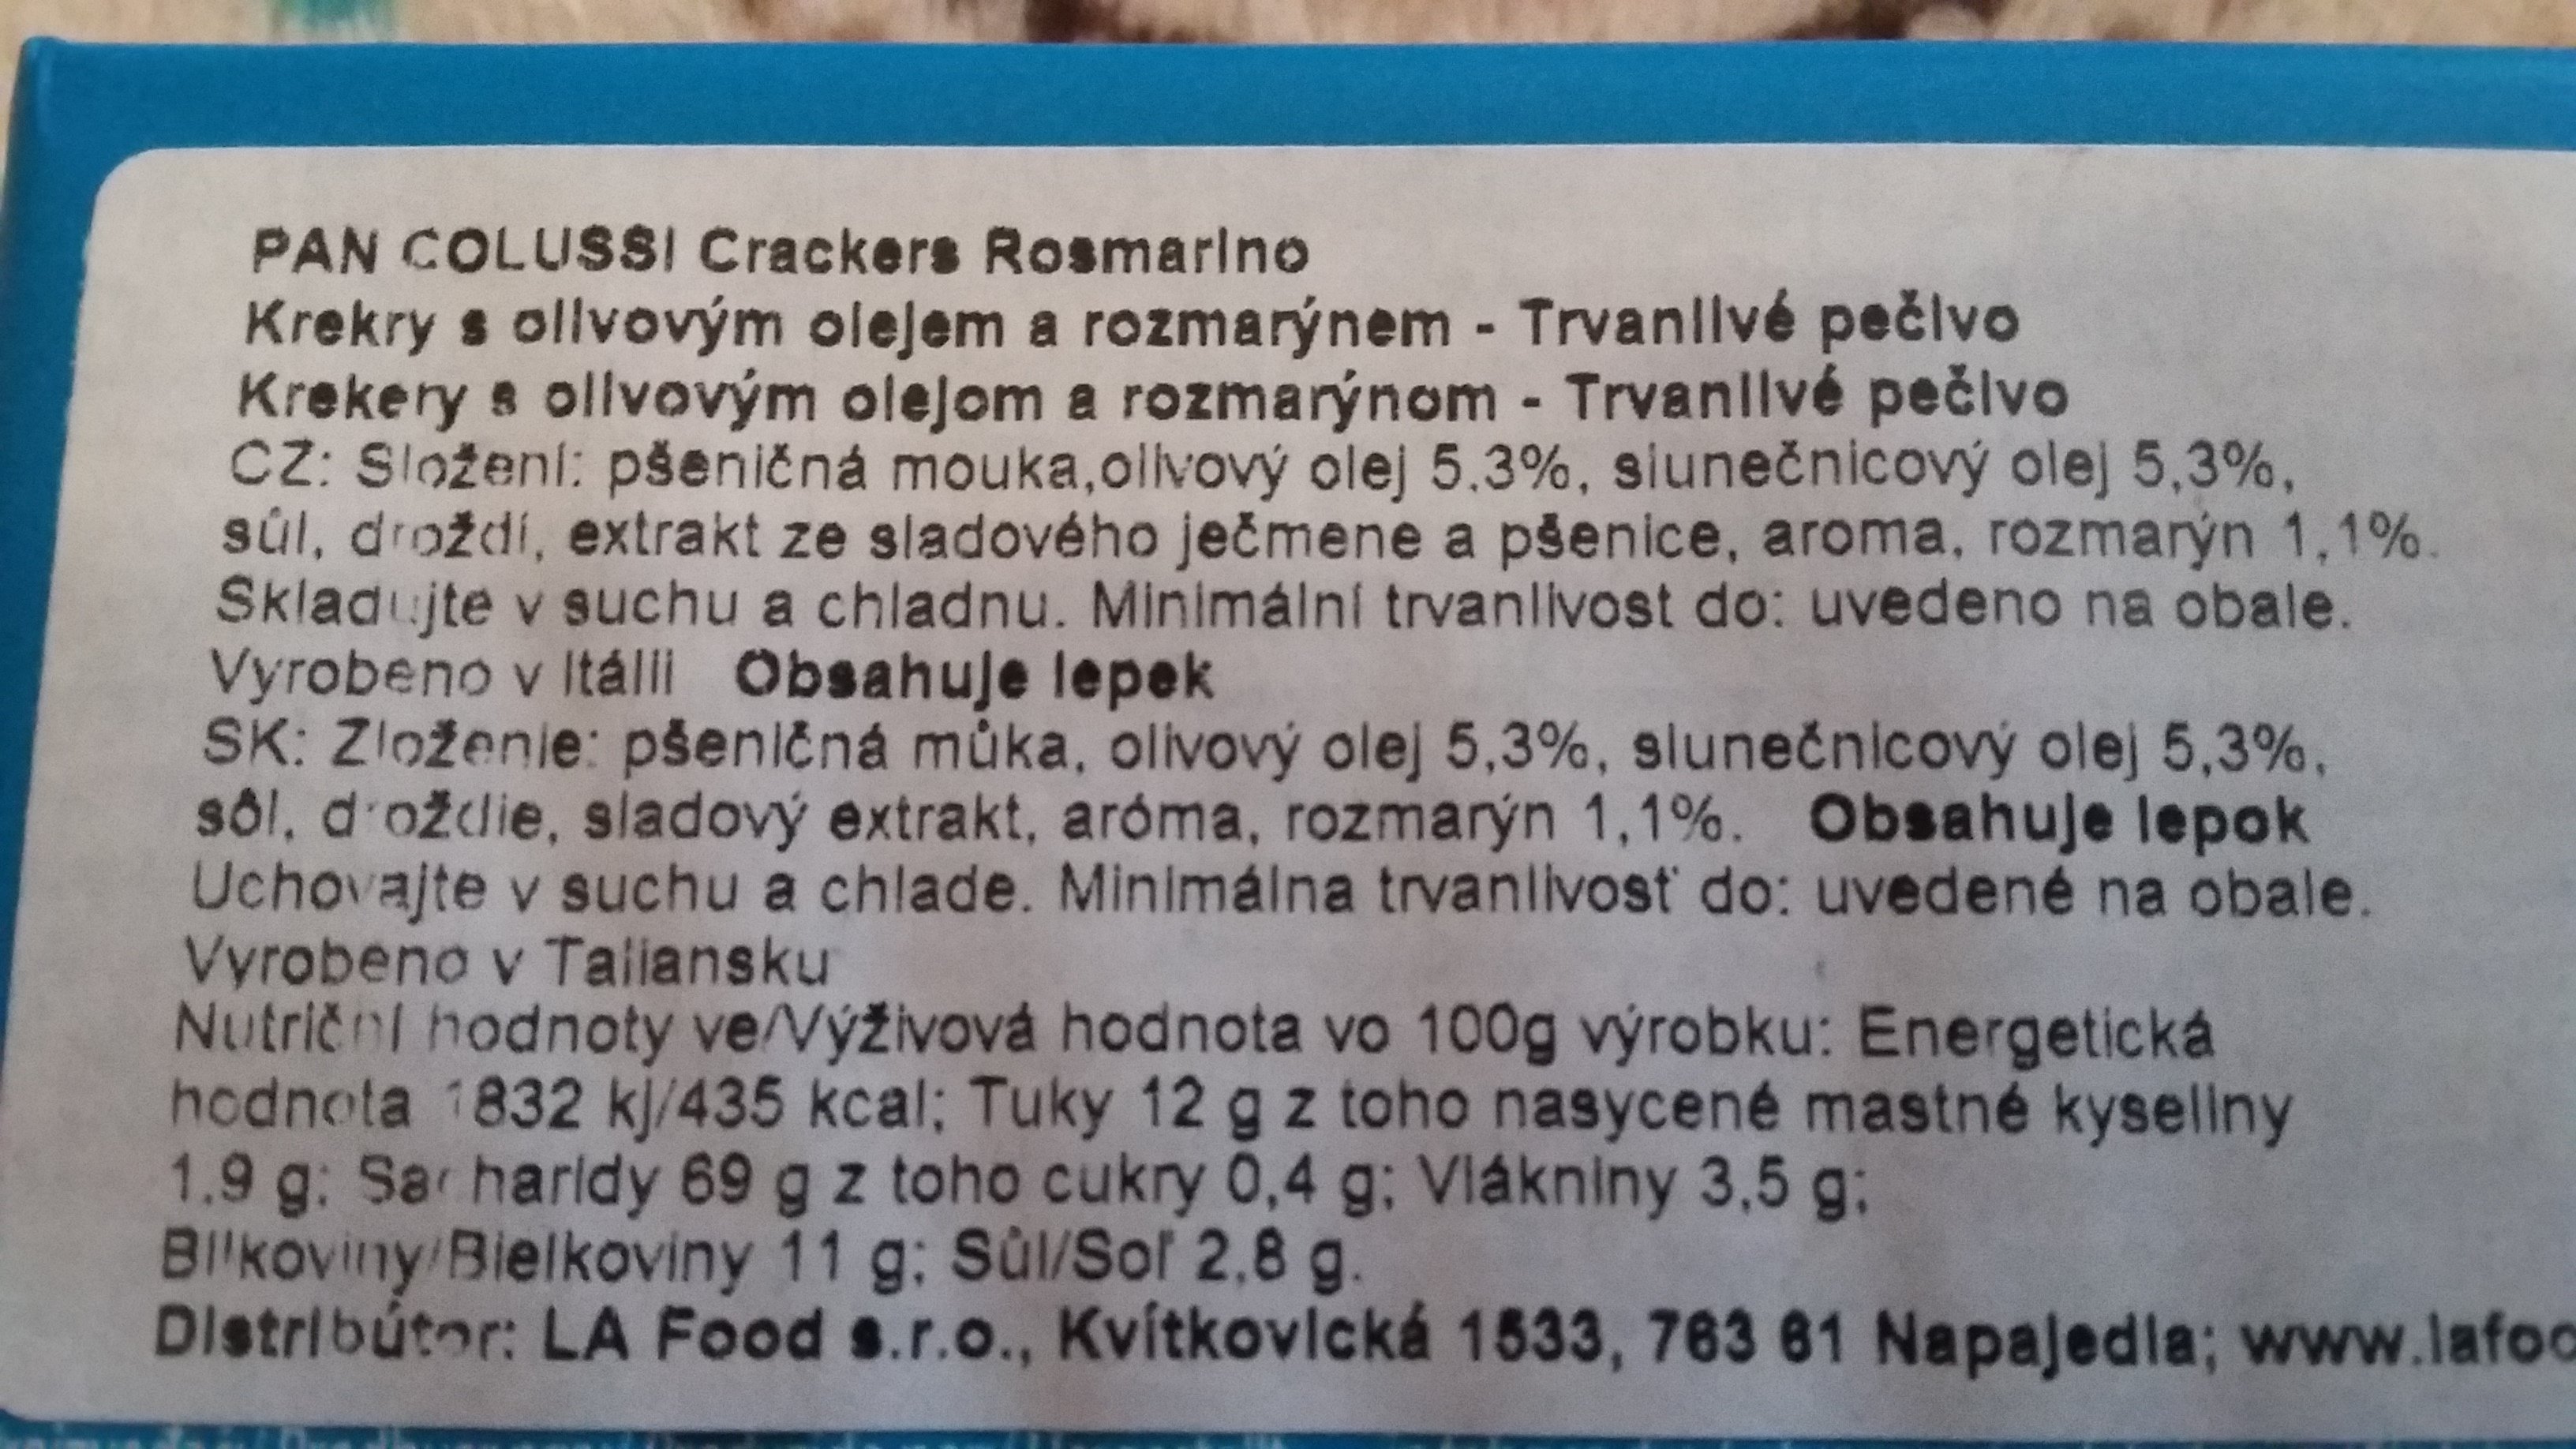 PAN COLUSSI Crackers Rosmarino
Krekry s olivovým olejem a rozmarýnem - Trvanlivé pečivo
Krekery s olivovým olejom a rozmarýnom - Trvanlivé pečivo
CZ: Složení: pšeničná mouka,olivový olej 5.3%, slunečnicový olej 5,3%,
sůl, droždí, extrakt ze sladového ječmene a pšenice, aroma, rozmarýn 1,1%.
Skladujte v suchu a chladnu. Minimální trvanlivost do: uvedeno na obale.
Vyrobeno v Itálii Obsahuje lepek
SK: Zloženie: pšeničná můka, olivový olej 5,3%, slunečnicový olej 5,3%,
sôl, droždie, sladový extrakt, aróma, rozmarýn 1,1%. Obsahuje lepok
Uchovajte v suchu a chlade. Minimálna trvanlivosť do: uvedené na obale.
Vyrobeno v Taliansku
Nutriční hodnoty ve/Výživová hodnota vo 100g výrobku: Energetická
hodnota 1832 kj/435 kcal; Tuky 12 g z toho nasycené mastné kyseliny
1.9 g; Sacharidy 69 g z toho cukry 0,4 g; Vlákniny 3,5 g;
Bílkoviny/Bielkoviny 11 g; Sůl/Soľ 2,8 g.
Distribútor: LA Food s.r.o., Kvítkovická 1533, 763 61 Napajedla; www.lafoo